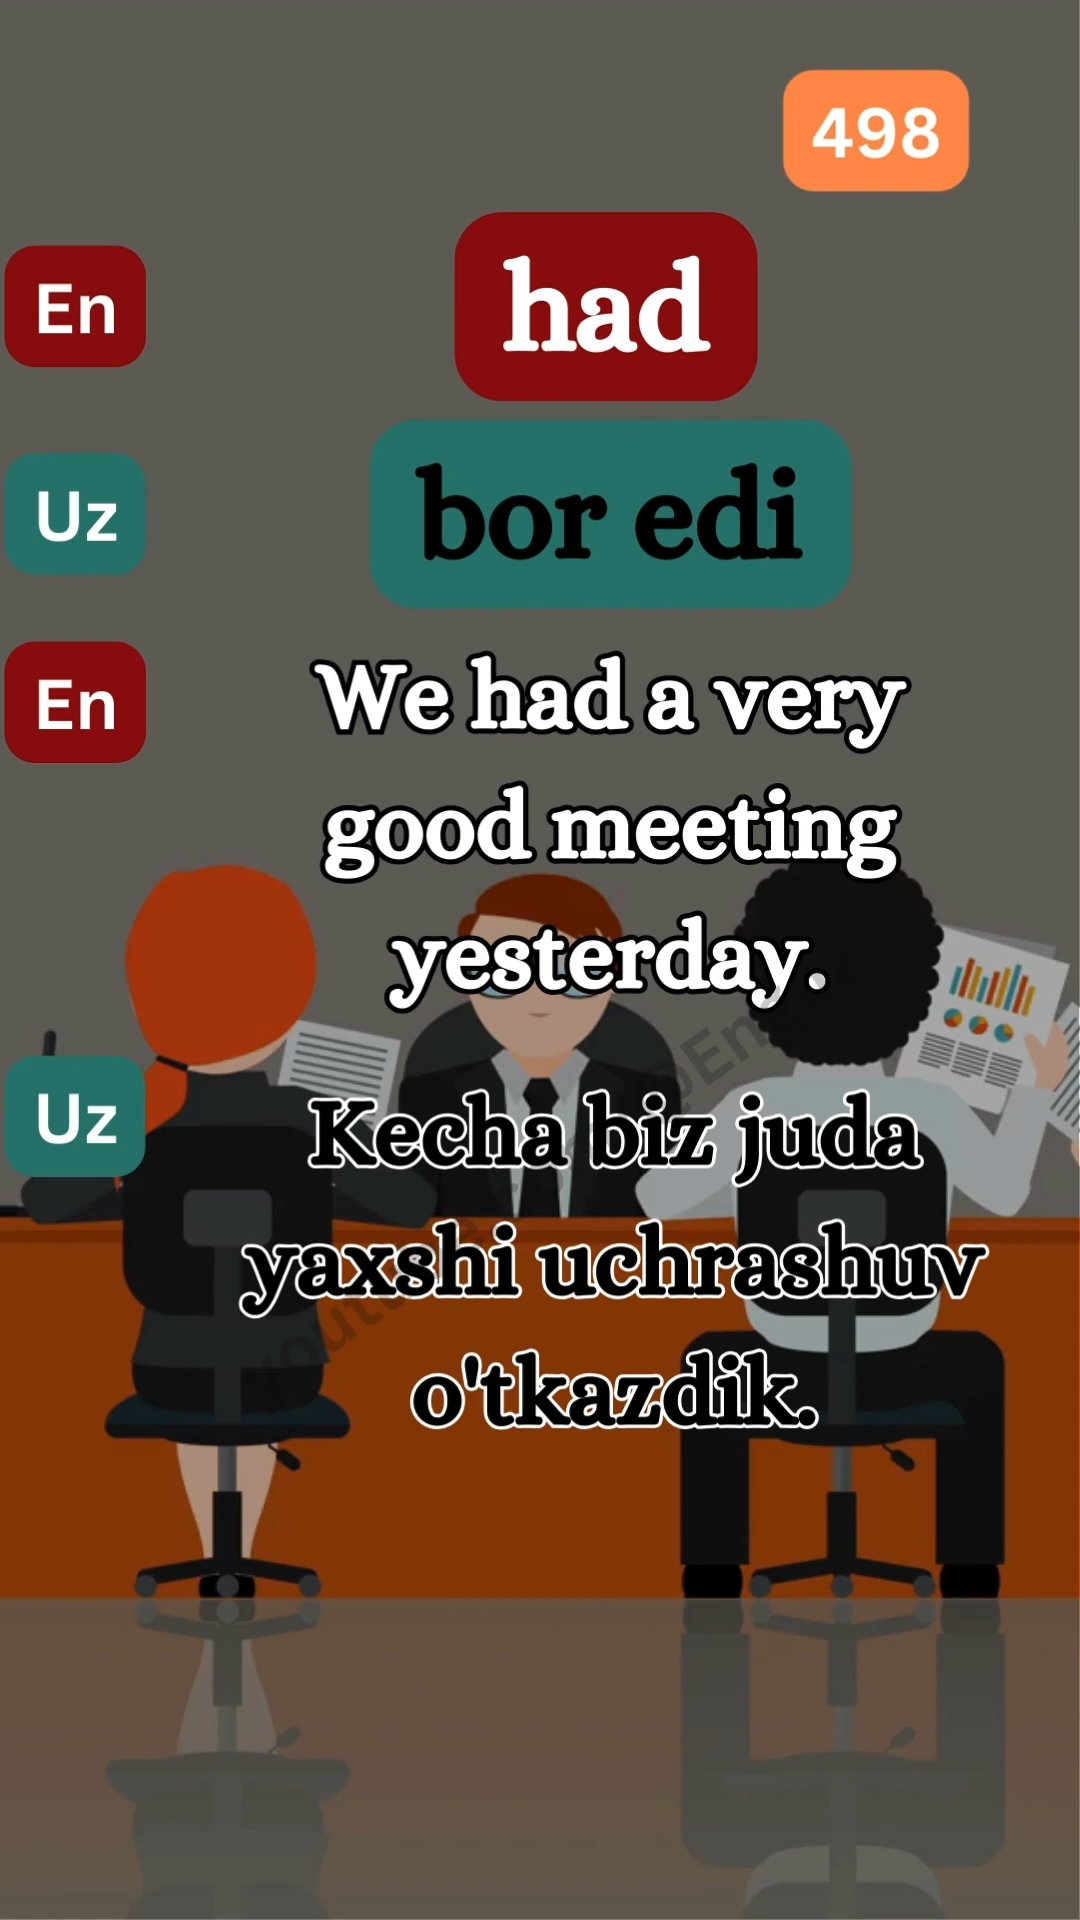 498
En
had
Uz
bor edi
En
We had a very
good meeting
yesterday.
Uz
Kecha biz juda
yaxshi uchrashuv
o'tkazdik.